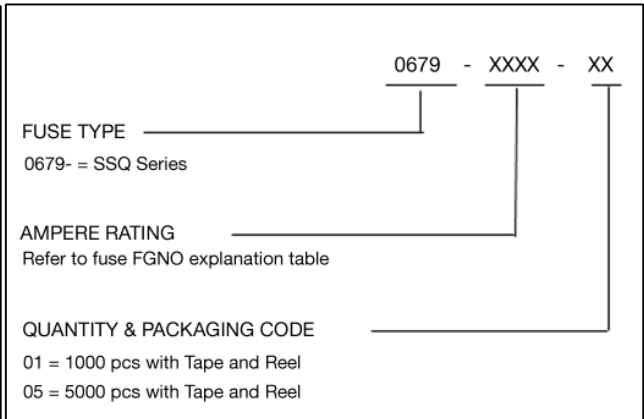 0679 - XXXX - XX
FUSE TYPE
0679- = SSQ Series
AMPERE RATING
Refer to fuse FGNO explanation table
QUANTITY & PACKAGING CODE
01 = 1000 pcs with Tape and Reel
05 = 5000 pcs with Tape and Reel